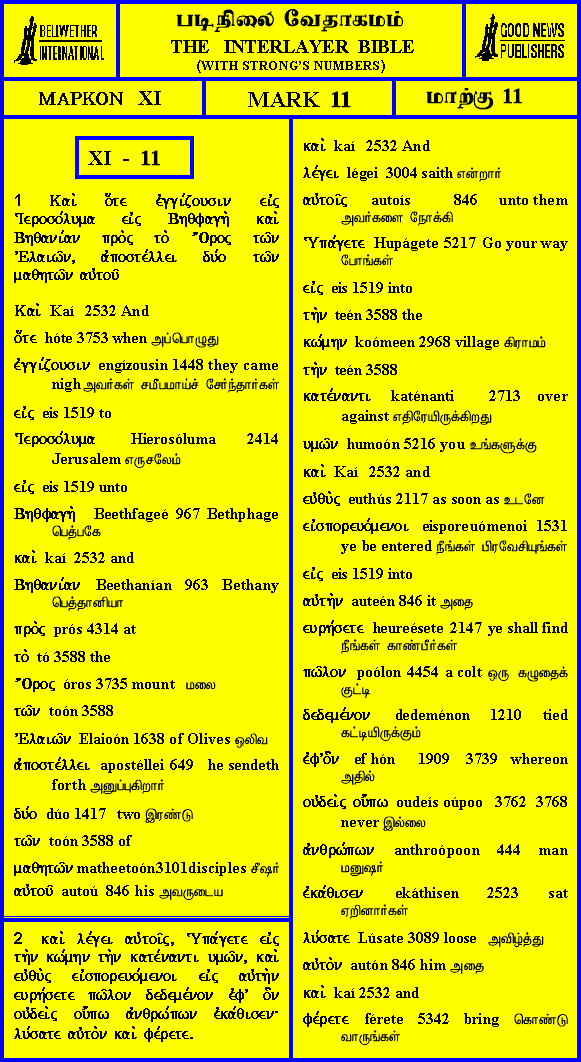 BELLWETHER
INTERNATIONAL
படிநிலை வேதாகமம்
THE INTERLAYER BIBLE
(WITH STRONG'S NUMBERS)
GOOD NEWS
PUBLISHERS
ΜΑΡΚΟΝ XI
MARK 11
மாற்கு 11
XI - 11
1 Καὶ ὅτε ἐγγίζουσιν εἰς
Ἱεροσόλυμα εἰς Βηθφαγὴ καὶ
Βηθανίαν πρὸς τὸ Ὄρος τῶν
Ἐλαιῶν, ἀποστέλλει δύο τῶν
μαθητῶν αὐτοῦ
Καὶ Kaí 2532 And
ὅτε hóte 3753 when அப்பொழுது
ἐγγίζουσιν engízousin 1448 they came
nigh அவர்கள் சமீபமாய்ச் சேர்ந்தார்கள்
εἰς eis 1519 to
Ἱεροσόλυμα Hierosóluma 2414
Jerusalem எருசலேம்
εἰς eis 1519 unto
Βηθφαγὴ Beethfageé 967 Bethphage
பெத்பகே
καὶ kaí 2532 and
Βηθανίαν Beethanían 963 Bethany
பெத்தானியா
πρὸς prós 4314 at
τὸ tó 3588 the
Ὄρος óros 3735 mount மலை
τῶν toón 3588
Ἐλαιῶν Elaioón 1638 of Olives ஒலிவ
ἀποστέλλει apostéllei 649 he sendeth
forth அனுப்புகிறார்
δύο dúo 1417 two இரண்டு
τῶν toón 3588 of
μαθητῶν matheetoón3101disciples சீஷர்
αὐτοῦ autoú 846 his அவருடைய
2 καὶ λέγει αὐτοῖς, Ὑπάγετε εἰς
τὴν κώμην τὴν κατέναντι υμῶν, καὶ
εὐθὺς εἰσπορευόμενοι εἰς αὐτὴν
ευρήσετε πῶλον δεδεμένον ἐφ' ὃν
οὐδεὶς οὔπω ἀνθρώπων ἐκάθισεν·
λύσατε αὐτὸν καὶ φέρετε.
καὶ kaí 2532 And
λέγει légei 3004 saith என்றார்
αὐτοῖς autoís 846 unto them
அவர்களை நோக்கி
Ὑπάγετε Hupágete 5217 Go your way
போங்கள்
εἰς eis 1519 into
τὴν teén 3588 the
κώμην koómeen 2968 village கிராமம்
τὴν teén 3588
κατέναντι katénanti 2713 over
against எதிரேயிருக்கிறது
υμῶν humoón 5216 you உங்களுக்கு
καὶ Kaí 2532 and
εὐθὺς euthús 2117 as soon as உடனே
εἰσπορευόμενοι eisporeuómenoi 1531
ye be entered நீங்கள் பிரவேசியுங்கள்
εἰς eis 1519 into
αὐτὴν auteén 846 it அதை
ευρήσετε heureésete 2147 ye shall find
நீங்கள் காண்பீர்கள்
πῶλον poólon 4454 a colt ஒரு கழுதைக்
குட்டி
δεδεμένον dedeménon 1210 tied
கட்டியிருக்கும்
ἐφ'ὃν ef hón 1909 3739 whereon
அதில்
οὐδεὶς οὔπω oudeís oúpoo 3762 3768
never இல்லை
ἀνθρώπων anthroópoon 444 man
மனுஷர்
ἐκάθισεν ekáthisen 2523 sat
ஏறினார்கள்
λύσατε Lúsate 3089 loose அவிழ்த்து
αὐτὸν autón 846 him அதை
καὶ kaí 2532 and
φέρετε férete 5342 bring கொண்டு
வாருங்கள்